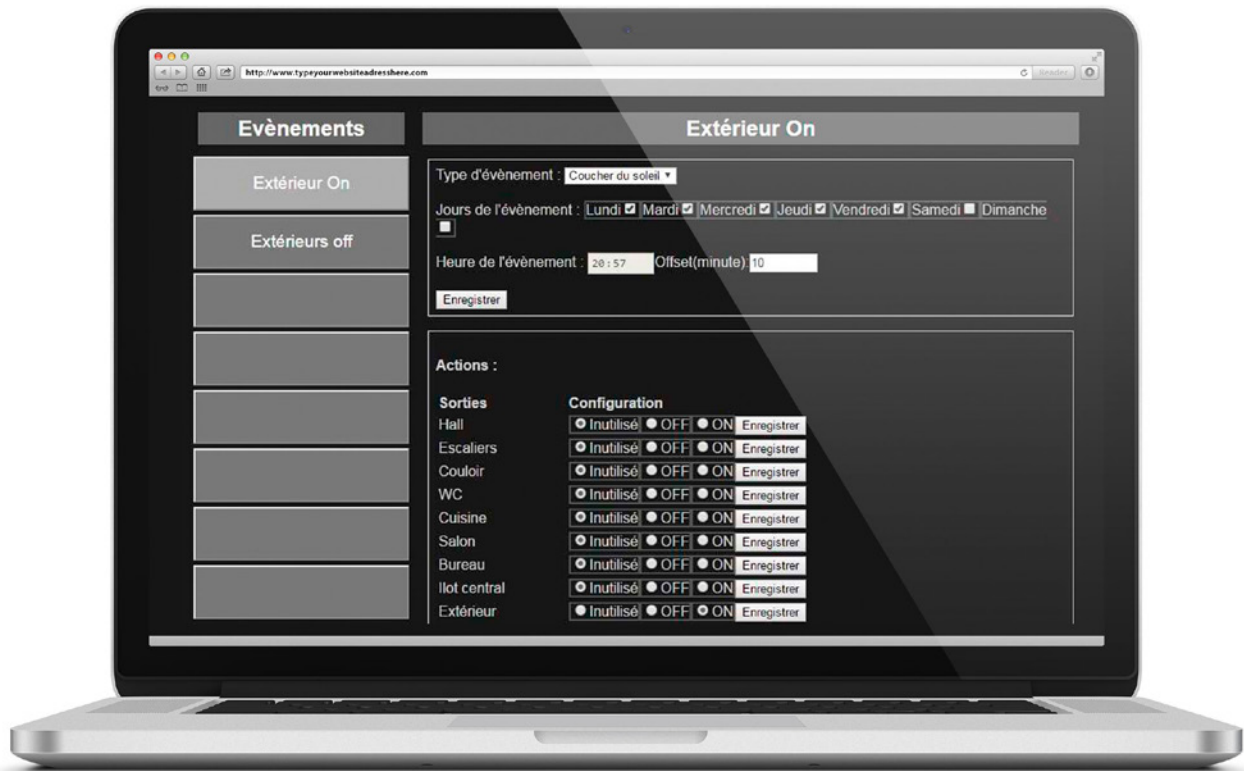 http://www.typeyourwebsiteadresshere.com
Reader
Evènements
Extérieur On
Extérieur On
Extérieurs off
Type d'évènement : Coucher du soleil
Jours de l'évènement : Lundi Mardi Mercredi Jeudi Vendredi Samedi Dimanche
Heure de l'évènement : 20:57 Offset(minute): 10
Enregistrer
Actions :
Sorties Configuration
Hall Inutilisé OFF ON Enregistrer
Escaliers Inutilisé OFF ON Enregistrer
Couloir Inutilisé OFF ON Enregistrer
WC Inutilisé OFF ON Enregistrer
Cuisine Inutilisé OFF ON Enregistrer
Salon Inutilisé OFF ON Enregistrer
Bureau Inutilisé OFF ON Enregistrer
Ilot central Inutilisé OFF ON Enregistrer
Extérieur Inutilisé OFF ON Enregistrer